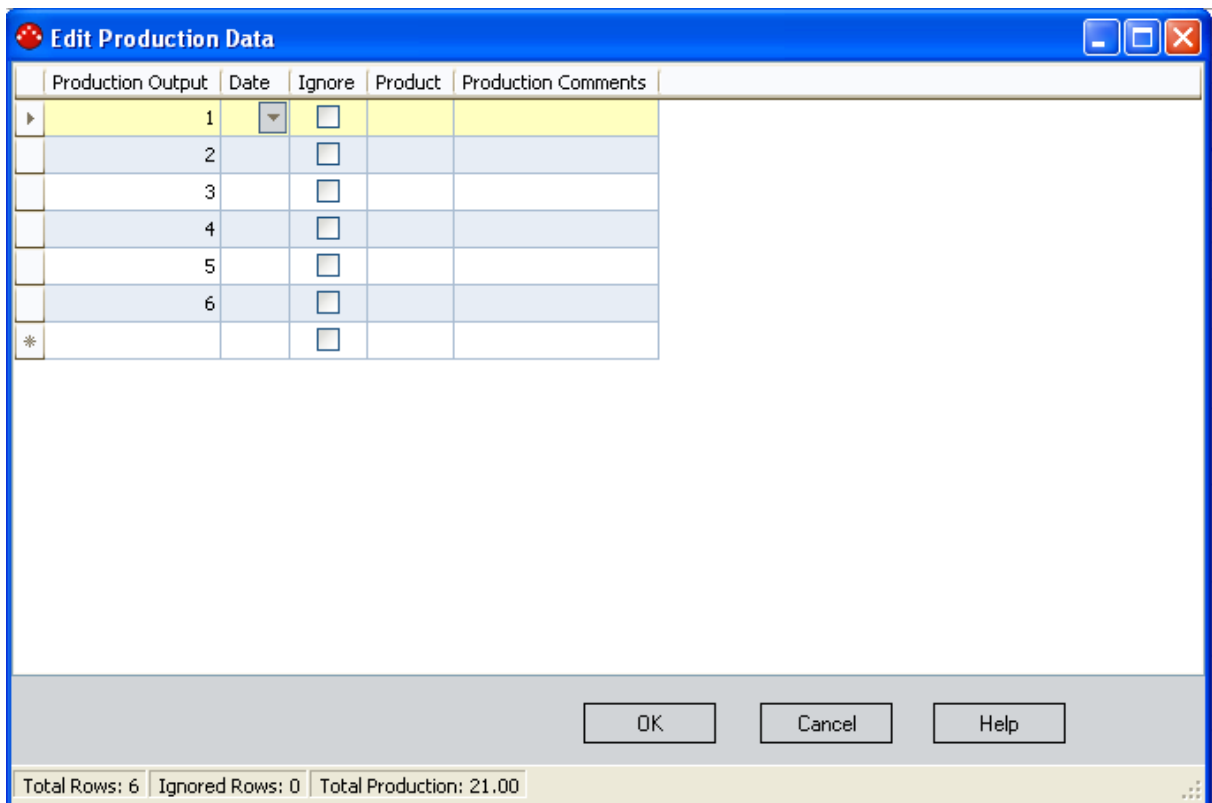 Edit Production Data
Production Output Date Ignore Product Production Comments
1
2
3
4
5
6
OK Cancel Help
Total Rows: 6 Ignored Rows: 0 Total Production: 21.00